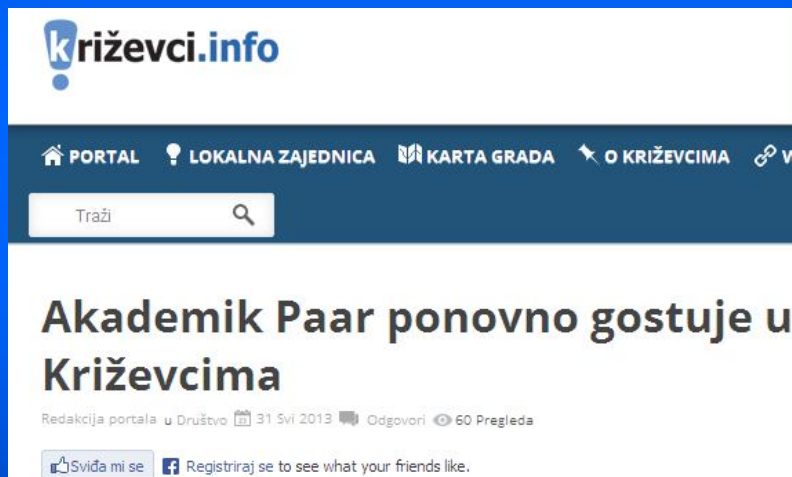 križevci.info
PORTAL LOKALNA ZAJEDNICA KARTA GRADA O KRIŽEVCIMA
Traži
Akademik Paar ponovno gostuje u
Križevcima
Redakcija portala u Društvo 31 Svi 2013 Odgovori 60 Pregleda
Sviđa mi se Registriraj se to see what your friends like.